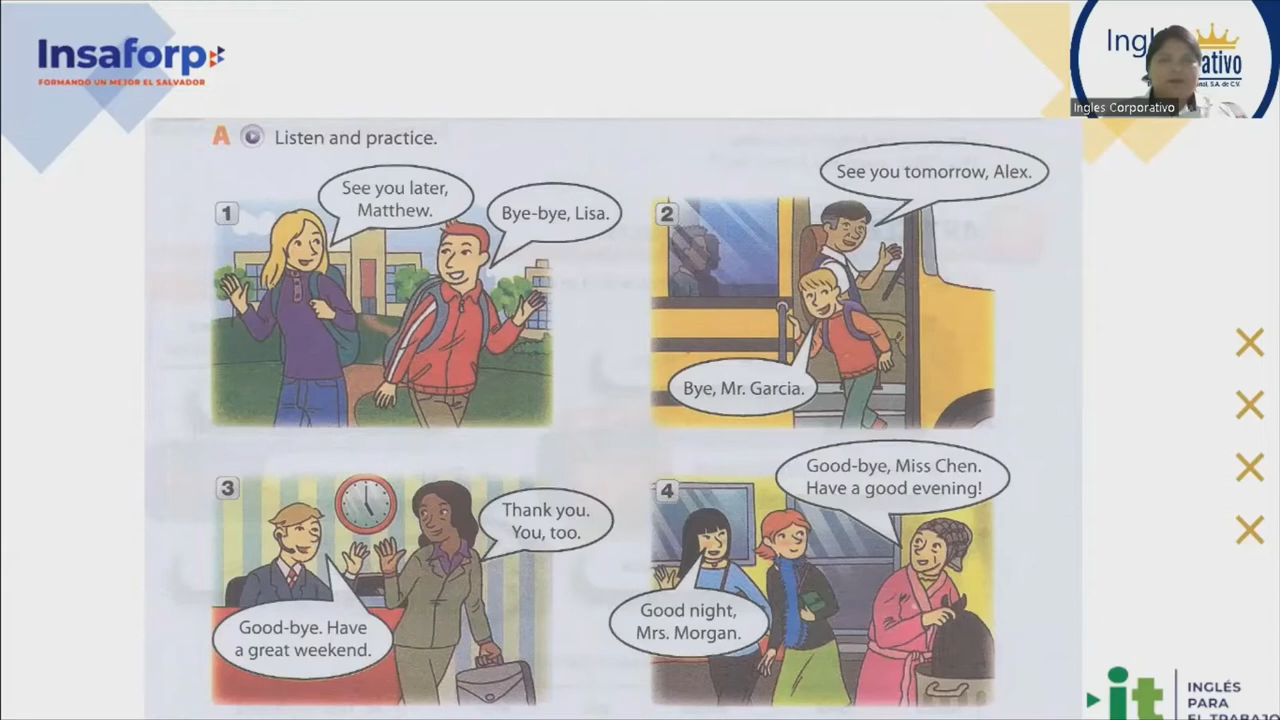 Insaforp
FORMANDO UN MEJOR EL SALVADOR
Ingles Corporativo
A Listen and practice.
1
See you later,
Matthew.
Bye-bye, Lisa.
2
See you tomorrow, Alex.
Bye, Mr. Garcia.
3
Thank you.
You, too.
Good-bye. Have
a great weekend.
4
Good-bye, Miss Chen.
Have a good evening!
Good night,
Mrs. Morgan.
it
INGLÉS
PARA
EL TRABAJO